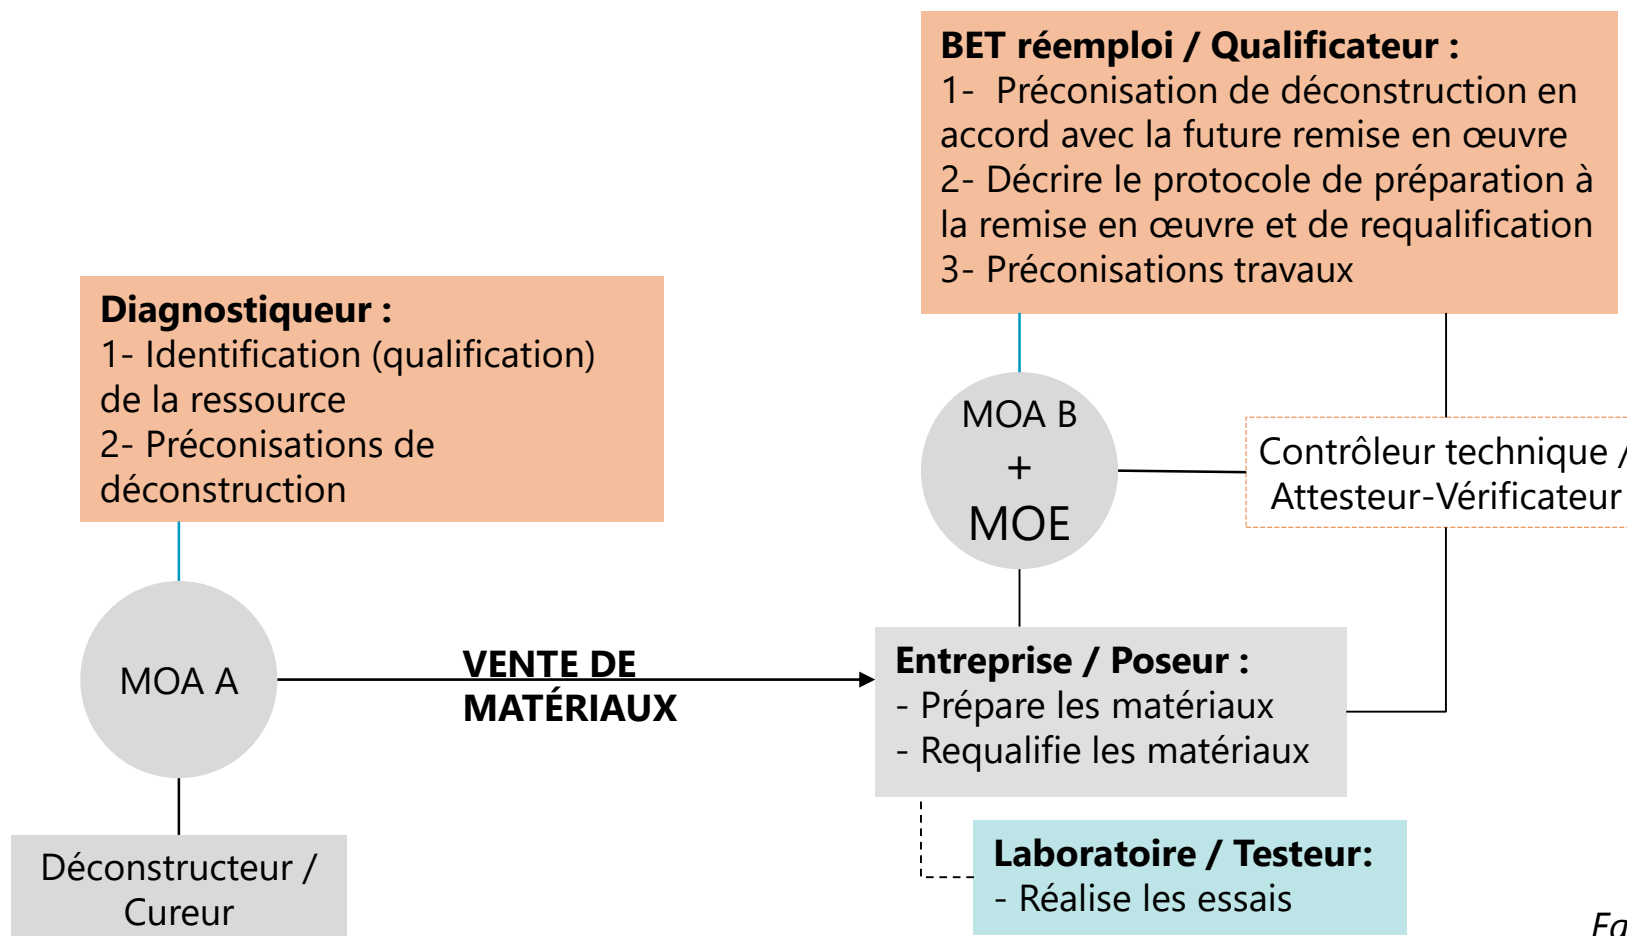 BET réemploi / Qualificateur :
1-  Préconisation de déconstruction en
accord avec la future remise en œuvre
2- Décrire le protocole de préparation à
la remise en œuvre et de requalification
3- Préconisations travaux
Diagnostiqueur :
1- Identification (qualification)
de la ressource
2- Préconisations de
déconstruction
MOA B
+
MOE
Contrôleur technique /
Attesteur-Vérificateur
MOA A
VENTE DE
MATÉRIAUX
Entreprise / Poseur :
- Prépare les matériaux
- Requalifie les matériaux
Déconstructeur /
Cureur
Laboratoire / Testeur:
- Réalise les essais